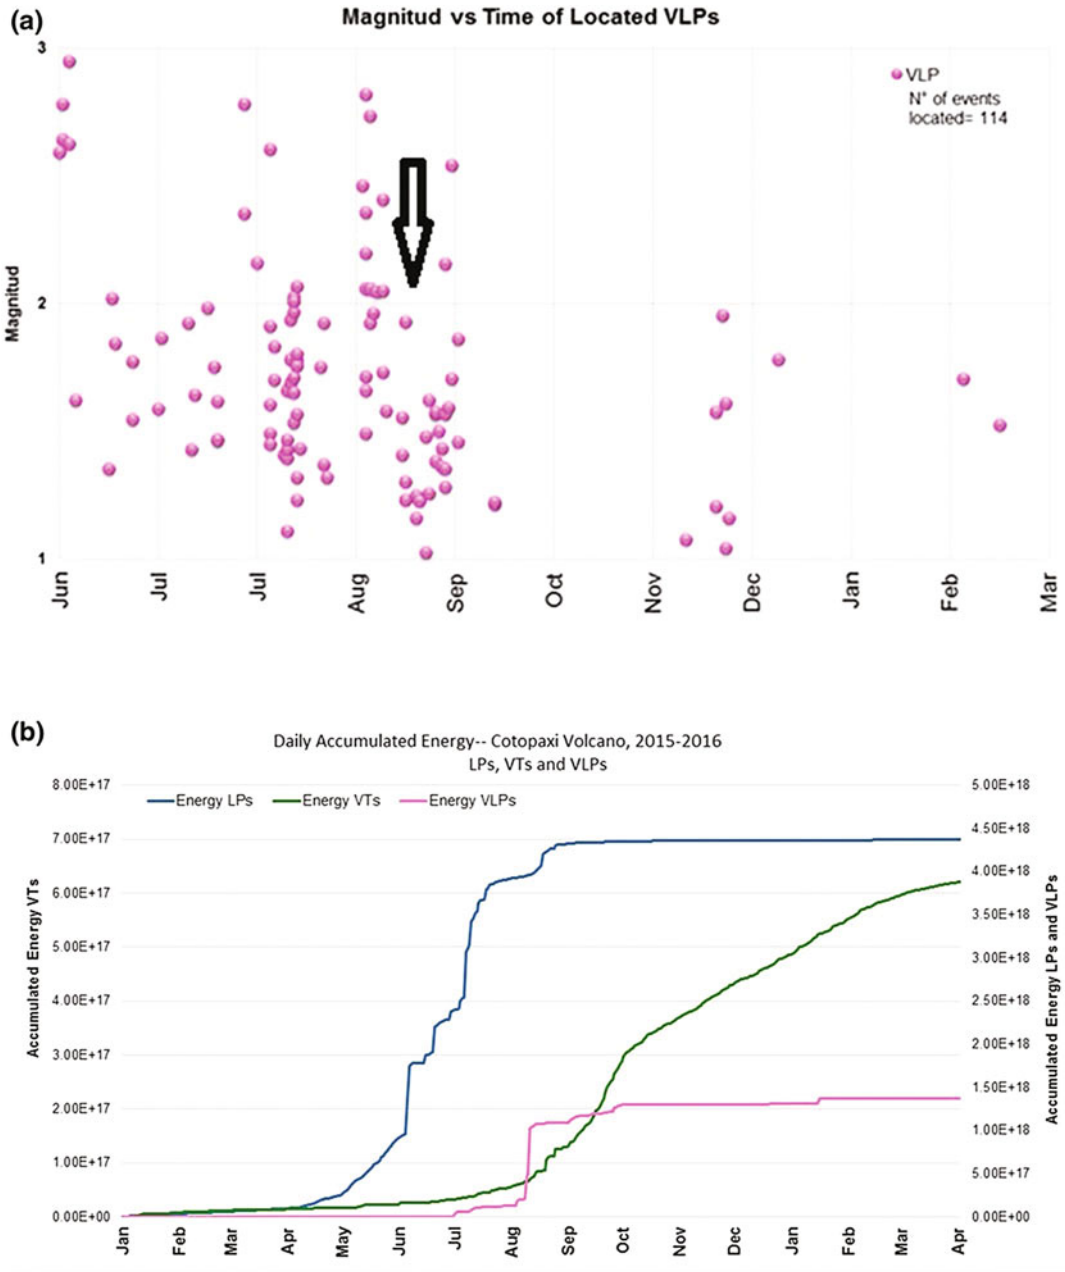 (a)
Magnitud vs Time of Located VLPs
3
VLP
N° of events
located= 114
Magnitud
2
1
Jun
Jul
Jul
Aug
Sep
Oct
Nov
Dec
Jan
Feb
Mar
(b)
Daily Accumulated Energy-- Cotopaxi Volcano, 2015-2016
LPs, VTs and VLPs
Energy LPs Energy VTs Energy VLPs
Accumulated Energy VTs
8.00E+17
7.00E+17
6.00E+17
5.00E+17
4.00E+17
3.00E+17
2.00E+17
1.00E+17
0.00E+00
5.00E+18
4.50E+18
4.00E+18
3.50E+18
3.00E+18
2.50E+18
2.00E+18
1.50E+18
1.00E+18
5.00E+17
0.00E+00
Accumulated Energy LPs and VLPs
Jan
Feb
Mar
Apr
May
Jun
Jul
Aug
Sep
Oct
Nov
Dec
Jan
Feb
Mar
Apr